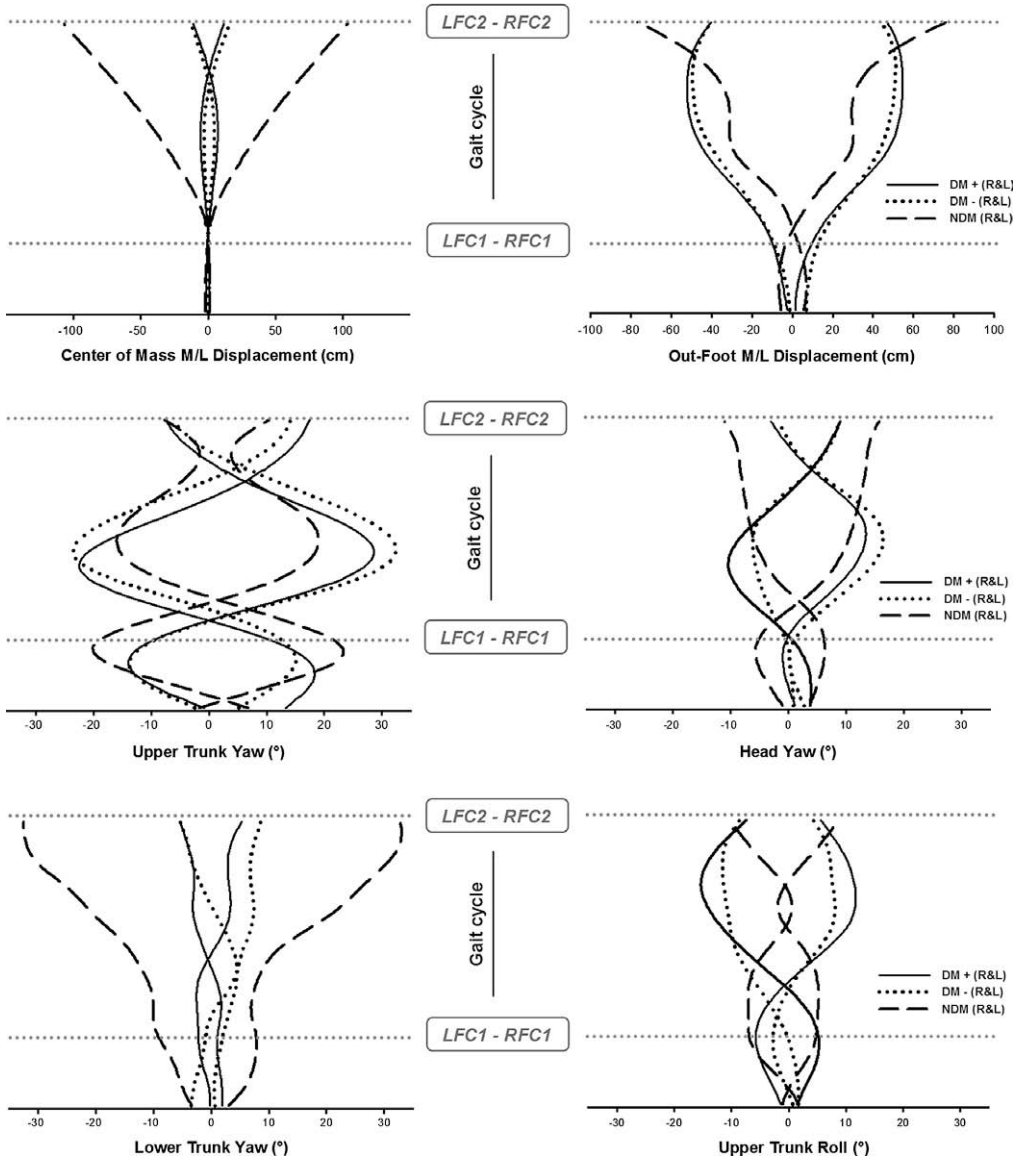 LFC2 - RFC2
Gait cycle
LFC1 - RFC1
DM + (R&L)
DM - (R&L)
NDM (R&L)
-100 -50 0 50 100
Center of Mass M/L Displacement (cm)
-100 -80 -60 -40 -20 0 20 40 60 80 100
Out-Foot M/L Displacement (cm)
LFC2 - RFC2
Gait cycle
LFC1 - RFC1
DM + (R&L)
DM - (R&L)
NDM (R&L)
-30 -20 -10 0 10 20 30
Upper Trunk Yaw (°)
-30 -20 -10 0 10 20 30
Head Yaw (°)
LFC2 - RFC2
Gait cycle
LFC1 - RFC1
DM + (R&L)
DM - (R&L)
NDM (R&L)
-30 -20 -10 0 10 20 30
Lower Trunk Yaw (°)
-30 -20 -10 0 10 20 30
Upper Trunk Roll (°)